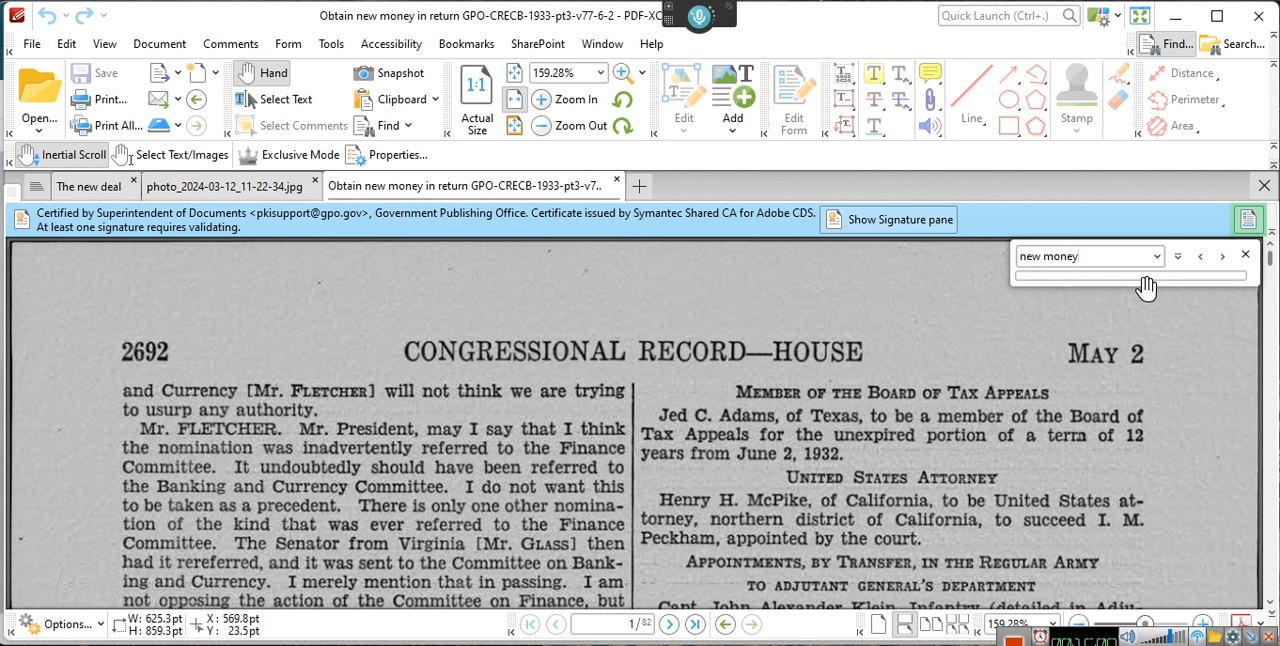 Obtain new money in return GPO-CRECB-1933-pt3-v77-6-2 - PDF-XC
Quick Launch (Ctrl+.)
File Edit View Document Comments Form Tools Accessibility Bookmarks SharePoint Window Help
Find... Search...
Open...
Save
Print...
Print All...
Hand
Select Text
Select Comments
Snapshot
Clipboard
Find
1:1
Actual
Size
159.28%
Zoom In
Zoom Out
Edit
Add
Edit
Form
Line
Stamp
Distance
Perimeter
Area
Inertial Scroll Select Text/Images Exclusive Mode Properties...
The new deal photo_2024-03-12_11-22-34.jpg Obtain new money in return GPO-CRECB-1933-pt3-v77..
Certified by Superintendent of Documents <pkisupport@gpo.gov>, Government Publishing Office. Certificate issued by Symantec Shared CA for Adobe CDS.
At least one signature requires validating.
Show Signature pane
new money
2692 CONGRESSIONAL RECORD—HOUSE MAY 2
and Currency [Mr. FLETCHER] will not think we are trying
to usurp any authority.
Mr. FLETCHER. Mr. President, may I say that I think
the nomination was inadvertently referred to the Finance
Committee. It undoubtedly should have been referred to
the Banking and Currency Committee. I do not want this
to be taken as a precedent. There is only one other nomina-
tion of the kind that was ever referred to the Finance
Committee. The Senator from Virginia [Mr. GLASS] then
had it rereferred, and it was sent to the Committee on Bank-
ing and Currency. I merely mention that in passing. I am
not opposing the action of the Committee on Finance, but
MEMBER OF THE BOARD OF TAX APPEALS
Jed C. Adams, of Texas, to be a member of the Board of
Tax Appeals for the unexpired portion of a term of 12
years from June 2, 1932.
UNITED STATES ATTORNEY
Henry H. McPike, of California, to be United States at-
torney, northern district of California, to succeed I. M.
Peckham, appointed by the court.
APPOINTMENTS, BY TRANSFER, IN THE REGULAR ARMY
TO ADJUTANT GENERAL'S DEPARTMENT
Capt. John Alexander Klein, Infantry (detailed in Adju-
Options...
W: 625.3pt
H: 859.3pt
X: 569.8pt
Y: 23.5pt
1/82
159.28%